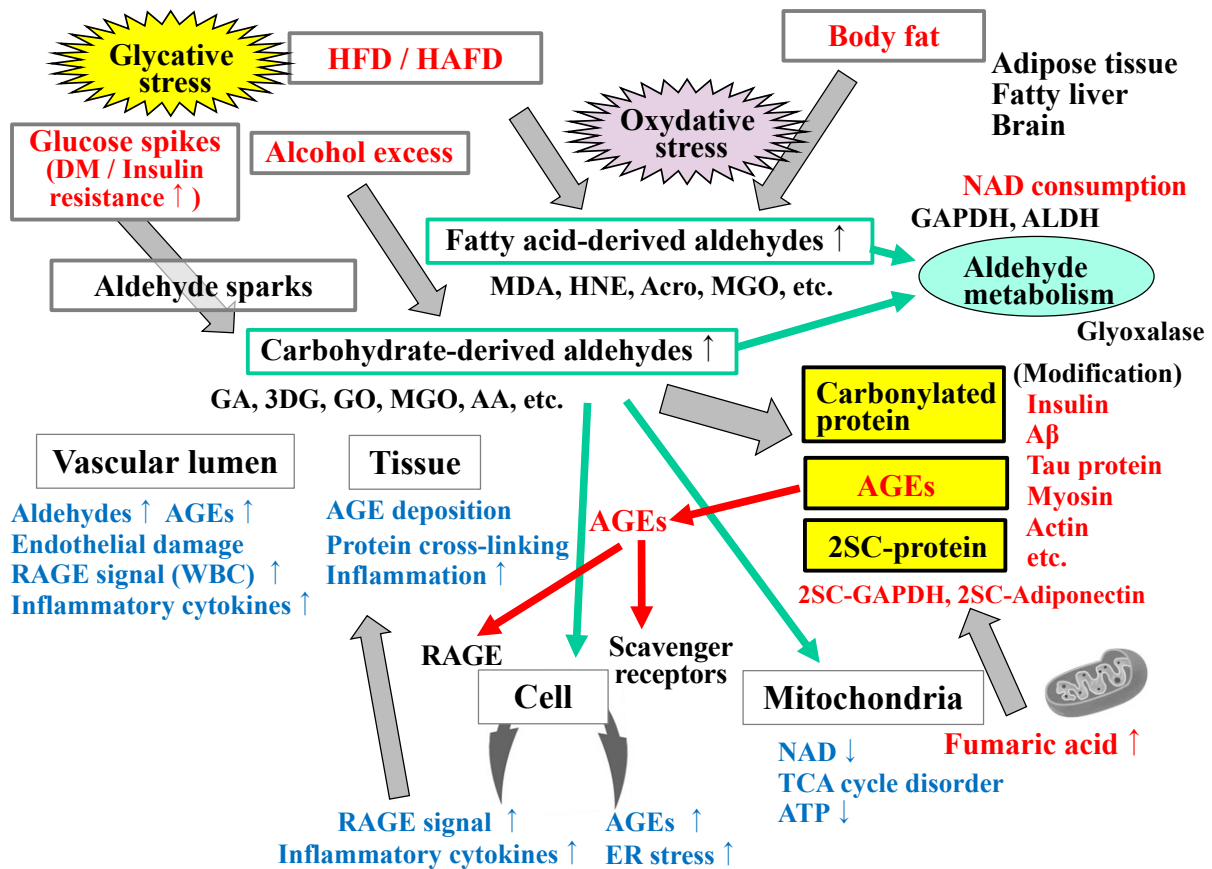 Glycative
stress
HFD / HAFD
Body fat
Adipose tissue
Fatty liver
Brain
Oxydative
stress
Glucose spikes
(DM / Insulin
resistance ↑ )
Alcohol excess
NAD consumption
GAPDH, ALDH
Fatty acid-derived aldehydes ↑
MDA, HNE, Acro, MGO, etc.
Aldehyde
metabolism
Glyoxalase
Aldehyde sparks
Carbohydrate-derived aldehydes ↑
GA, 3DG, GO, MGO, AA, etc.
Carbonylated
protein
(Modification)
Insulin
Aβ
Tau protein
Myosin
Actin
etc.
AGEs
2SC-protein
2SC-GAPDH, 2SC-Adiponectin
Vascular lumen
Aldehydes ↑ AGEs ↑
Endothelial damage
RAGE signal (WBC) ↑
Inflammatory cytokines ↑
Tissue
AGE deposition
Protein cross-linking
Inflammation ↑
AGEs
RAGE
Scavenger
receptors
Cell
Mitochondria
Fumaric acid ↑
NAD ↓
TCA cycle disorder
ATP ↓
RAGE signal ↑
Inflammatory cytokines ↑
AGEs ↑
ER stress ↑